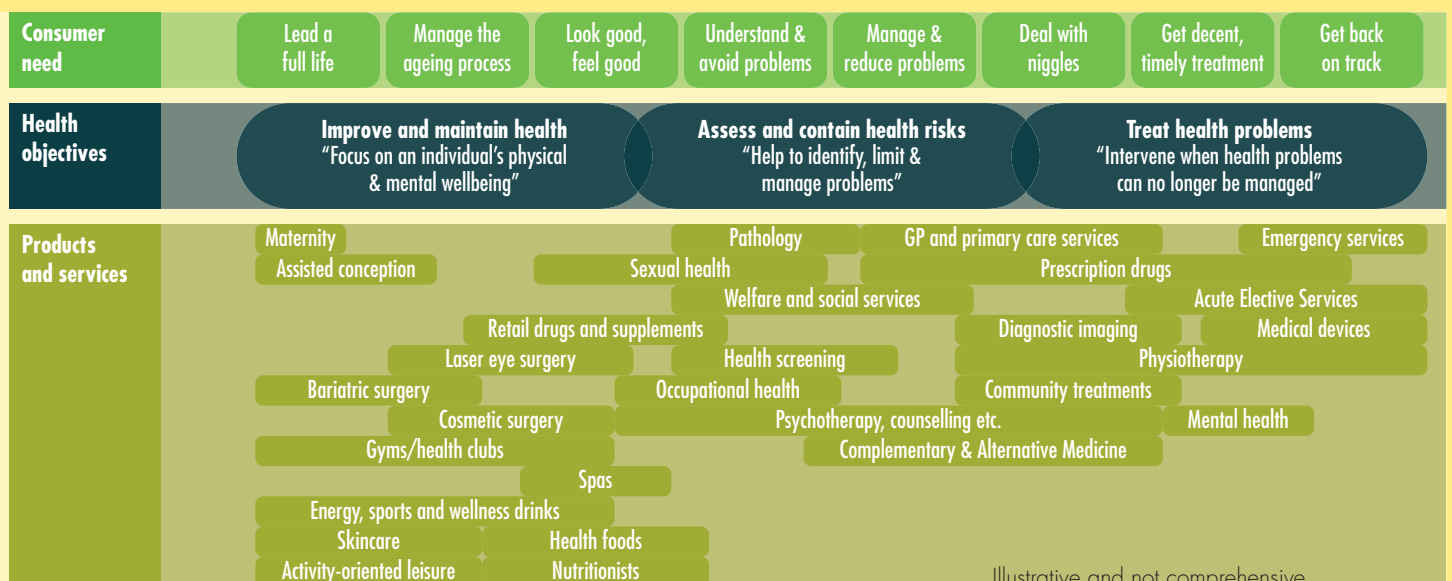 Consumer
need
Lead a
full life
Manage the
ageing process
Look good,
feel good
Understand &
avoid problems
Manage &
reduce problems
Deal with
niggles
Get decent,
timely treatment
Get back
on track
Health
objectives
Improve and maintain health
“Focus on an individual’s physical
& mental wellbeing”
Assess and contain health risks
“Help to identify, limit &
manage problems”
Treat health problems
“Intervene when health problems
can no longer be managed”
Products
and services
Maternity
Pathology
GP and primary care services
Emergency services
Assisted conception
Sexual health
Prescription drugs
Welfare and social services
Acute Elective Services
Retail drugs and supplements
Diagnostic imaging
Medical devices
Laser eye surgery
Health screening
Physiotherapy
Bariatric surgery
Occupational health
Community treatments
Cosmetic surgery
Psychotherapy, counselling etc.
Mental health
Gyms/health clubs
Complementary & Alternative Medicine
Spas
Energy, sports and wellness drinks
Skincare
Health foods
Activity-oriented leisure
Nutritionists
Illustrative and not comprehensive